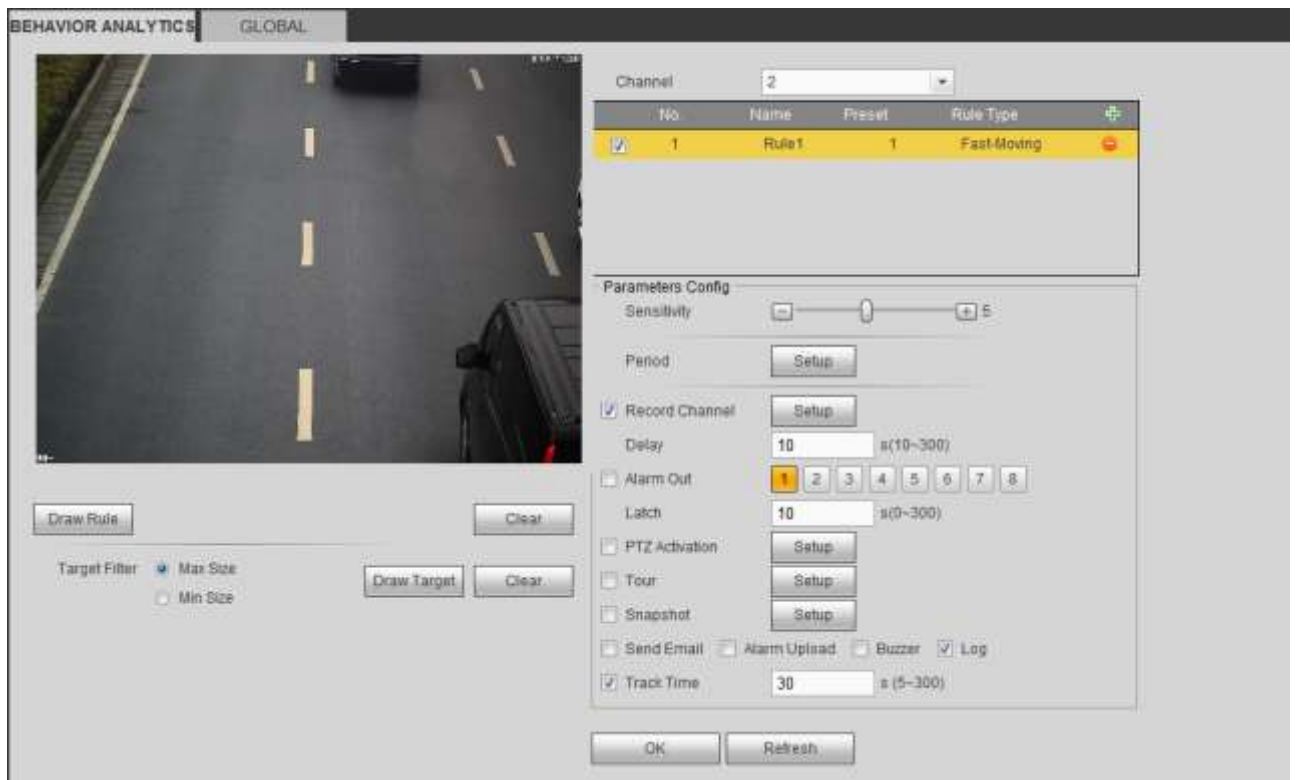 BEHAVIOR ANALYTICS GLOBAL
Channel 2
No. Name Preset Rule Type
1 Rule1 1 Fast-Moving
Parameters Config
Sensitivity 5
Period Setup
Record Channel Setup
Delay 10 s(10~300)
Alarm Out 1 2 3 4 5 6 7 8
Latch 10 s(0~300)
PTZ Activation Setup
Tour Setup
Snapshot Setup
Send Email Alarm Upload Buzzer Log
Track Time 30 s (5~300)
OK Refresh
Draw Rule Clear
Target Filter Max Size Draw Target Clear
Min Size